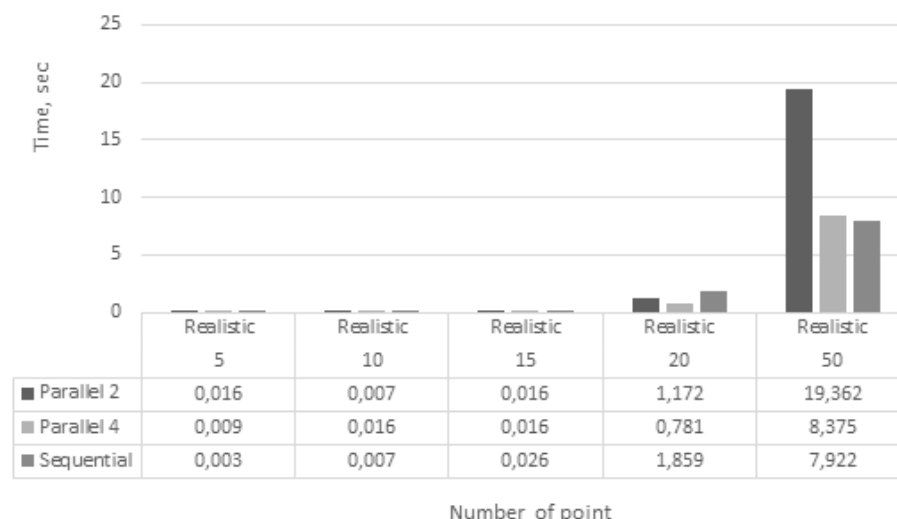 25
20
15
10
5
0
Time, sec
Realistic Realistic Realistic Realistic Realistic
5 10 15 20 50
Parallel 2 0,016 0,007 0,016 1,172 19,362
Parallel 4 0,009 0,016 0,016 0,781 8,375
Sequential 0,003 0,007 0,026 1,859 7,922
Number of point